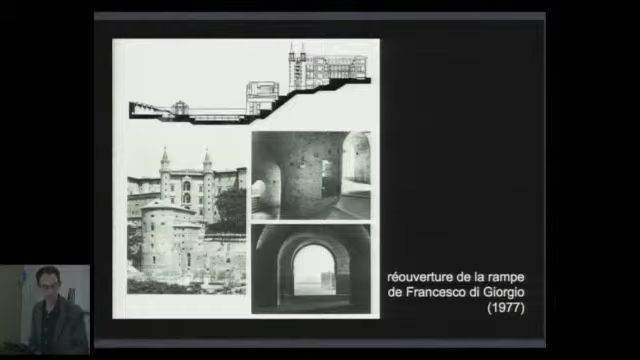 réouverture de la rampe
de Francesco di Giorgio
(1977)